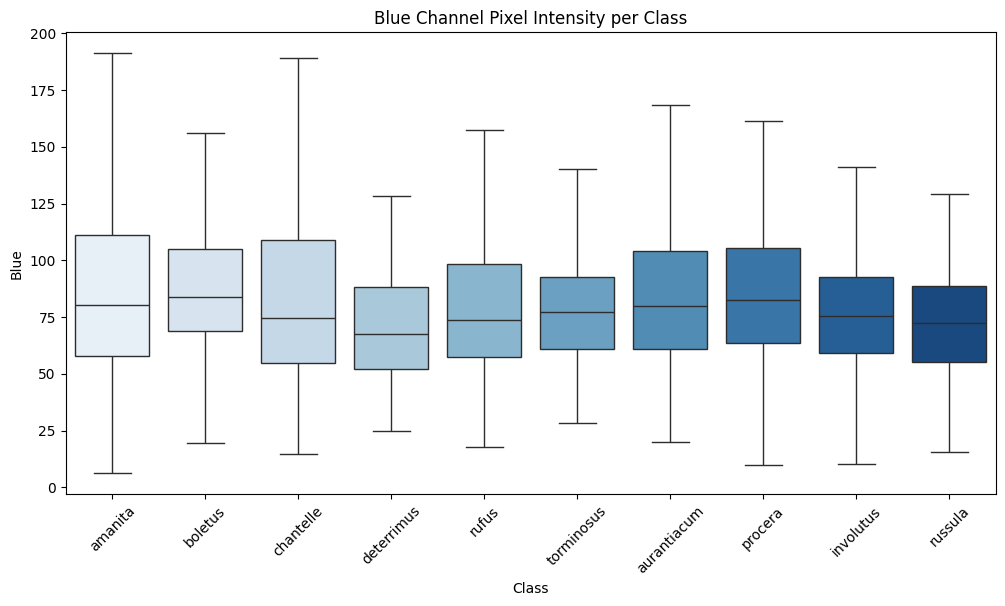 Blue Channel Pixel Intensity per Class
200
175
150
125
100
75
50
25
0
Blue
amanita
boletus
chantelle
deterrimus
rufus
torminosus
aurantiacum
procera
involutus
russula
Class